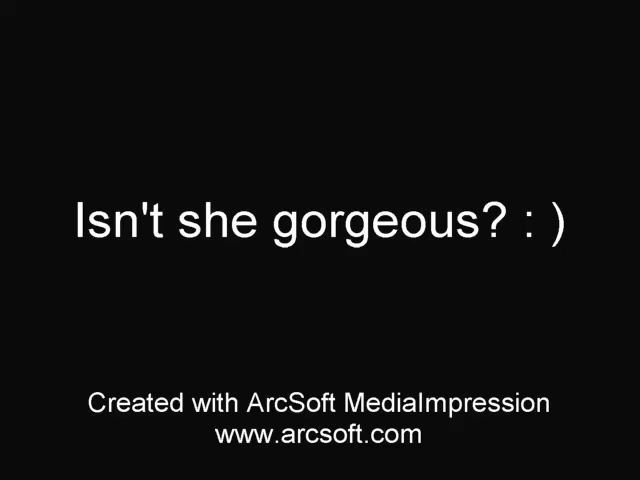 Isn't she gorgeous? : )
Created with ArcSoft MediaImpression
www.arcsoft.com